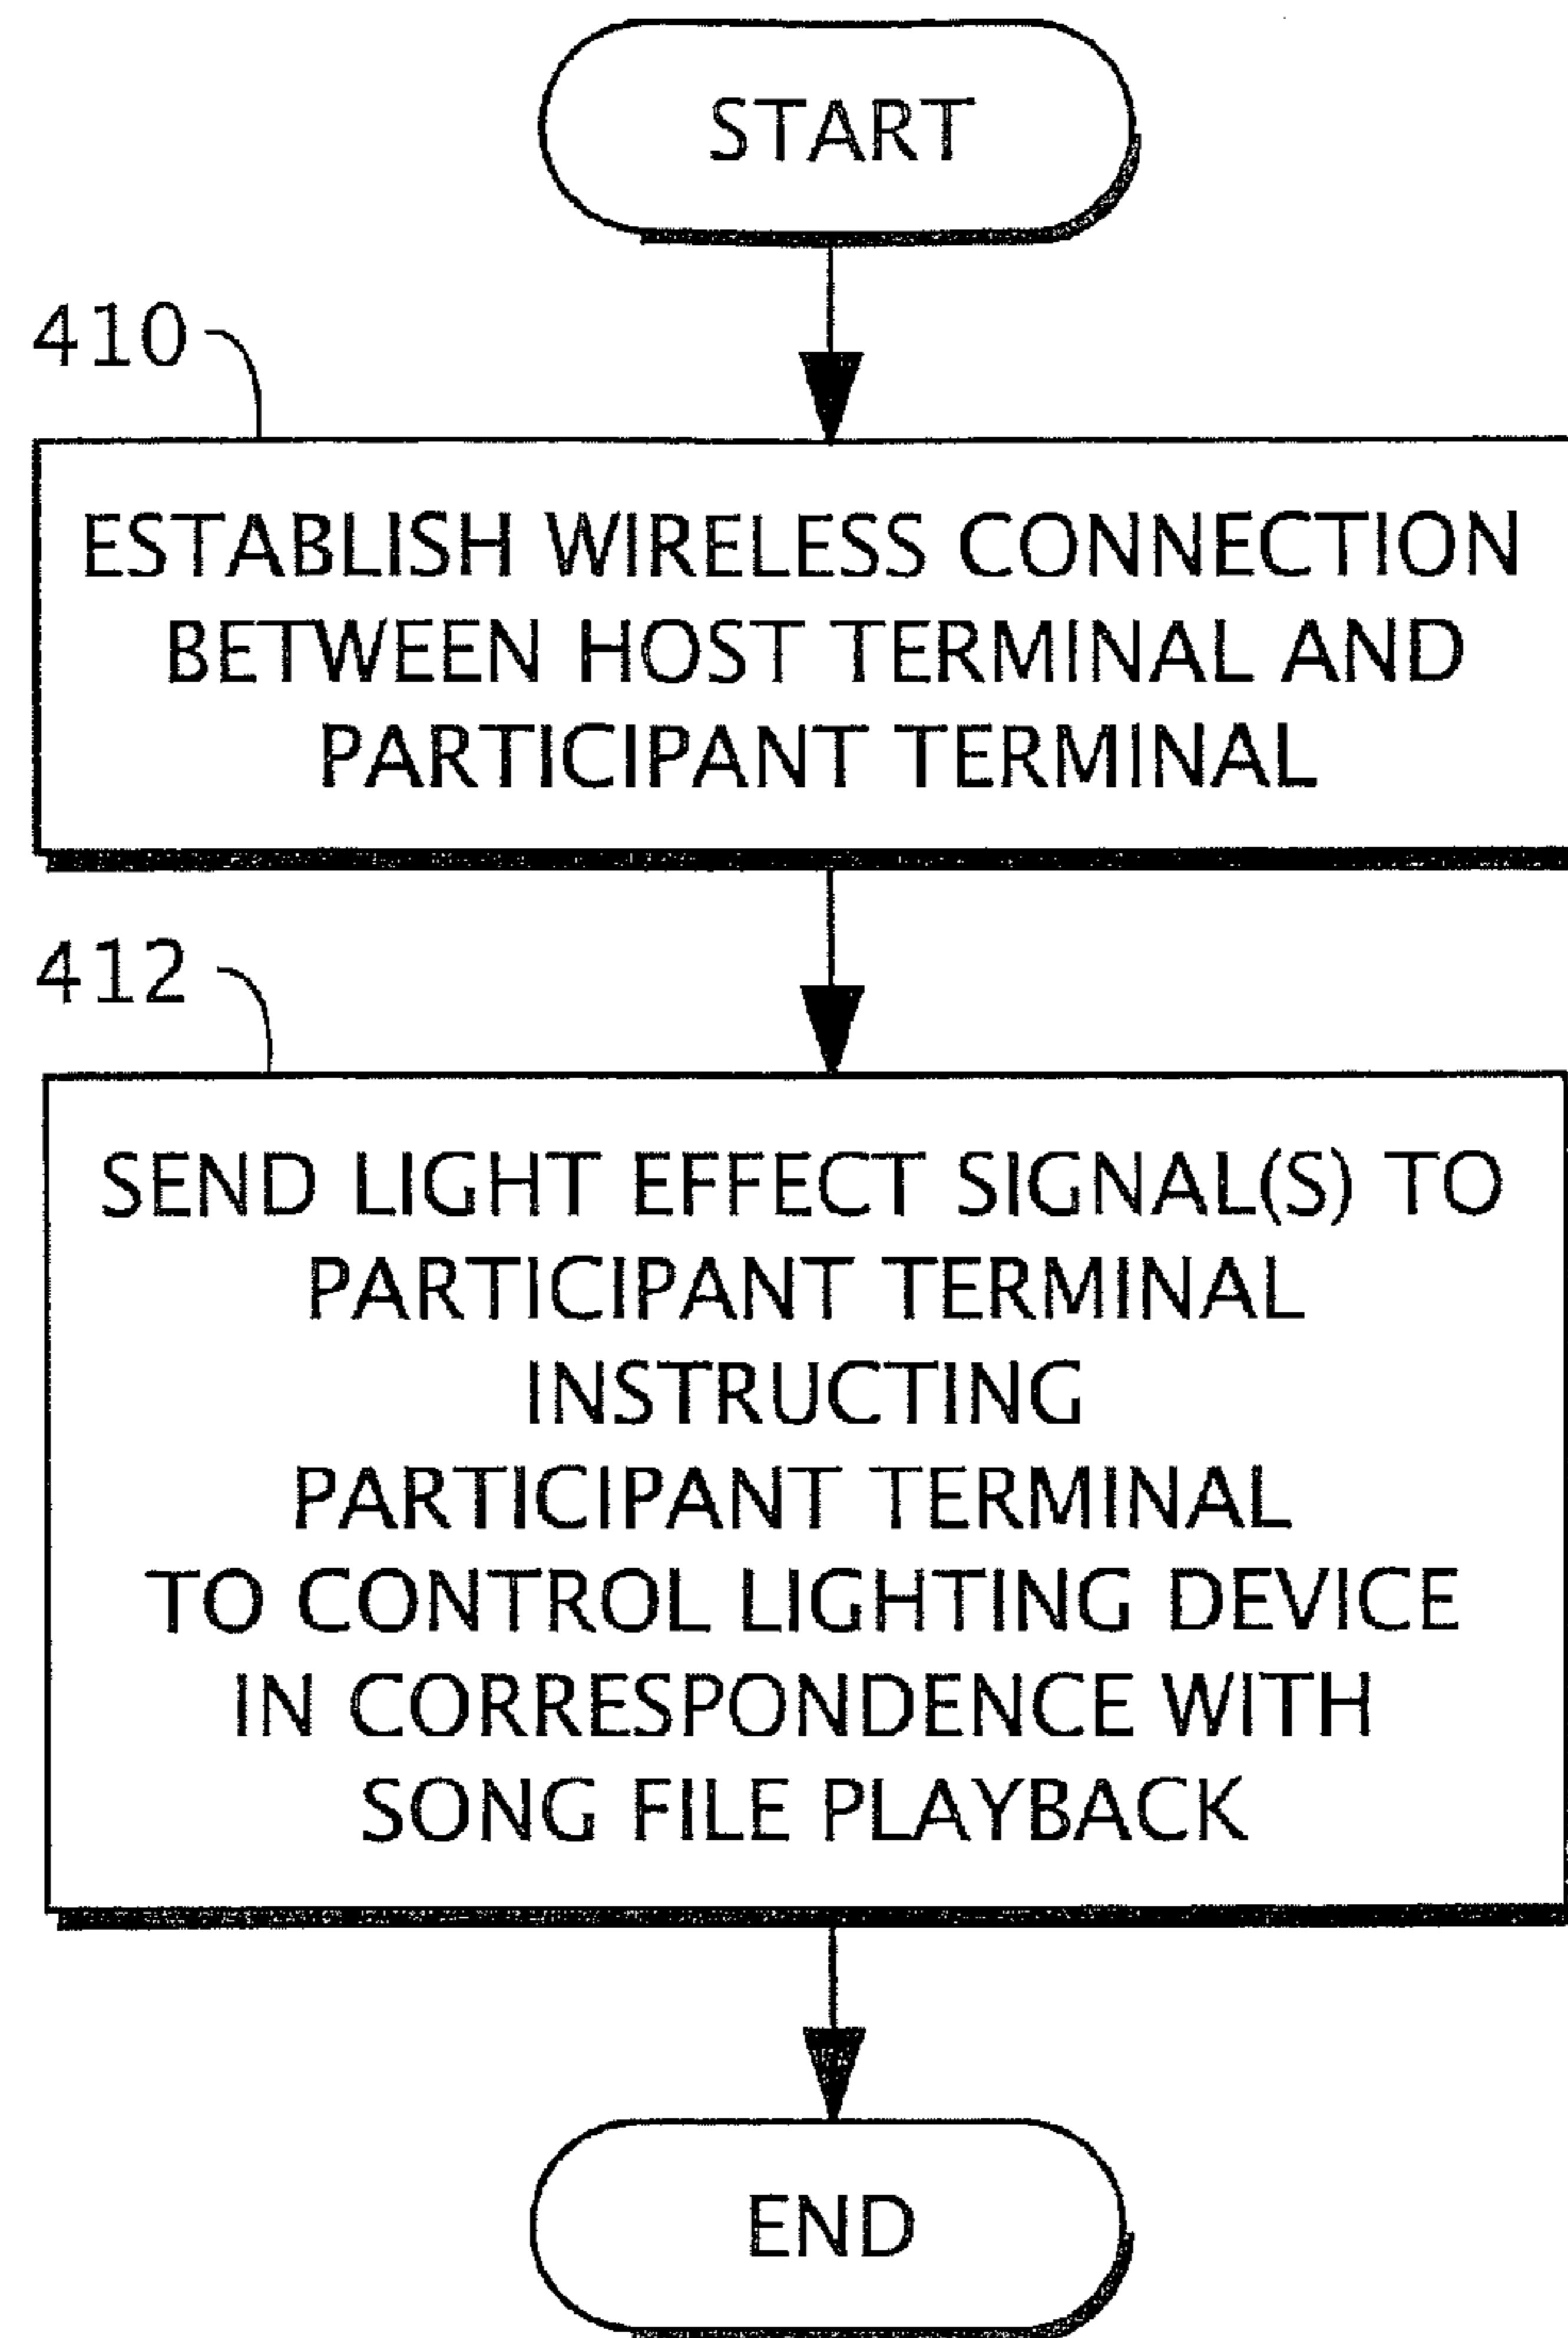 START
410
ESTABLISH WIRELESS CONNECTION
BETWEEN HOST TERMINAL AND
PARTICIPANT TERMINAL
412
SEND LIGHT EFFECT SIGNAL(S) TO
PARTICIPANT TERMINAL
INSTRUCTING
PARTICIPANT TERMINAL
TO CONTROL LIGHTING DEVICE
IN CORRESPONDENCE WITH
SONG FILE PLAYBACK
END